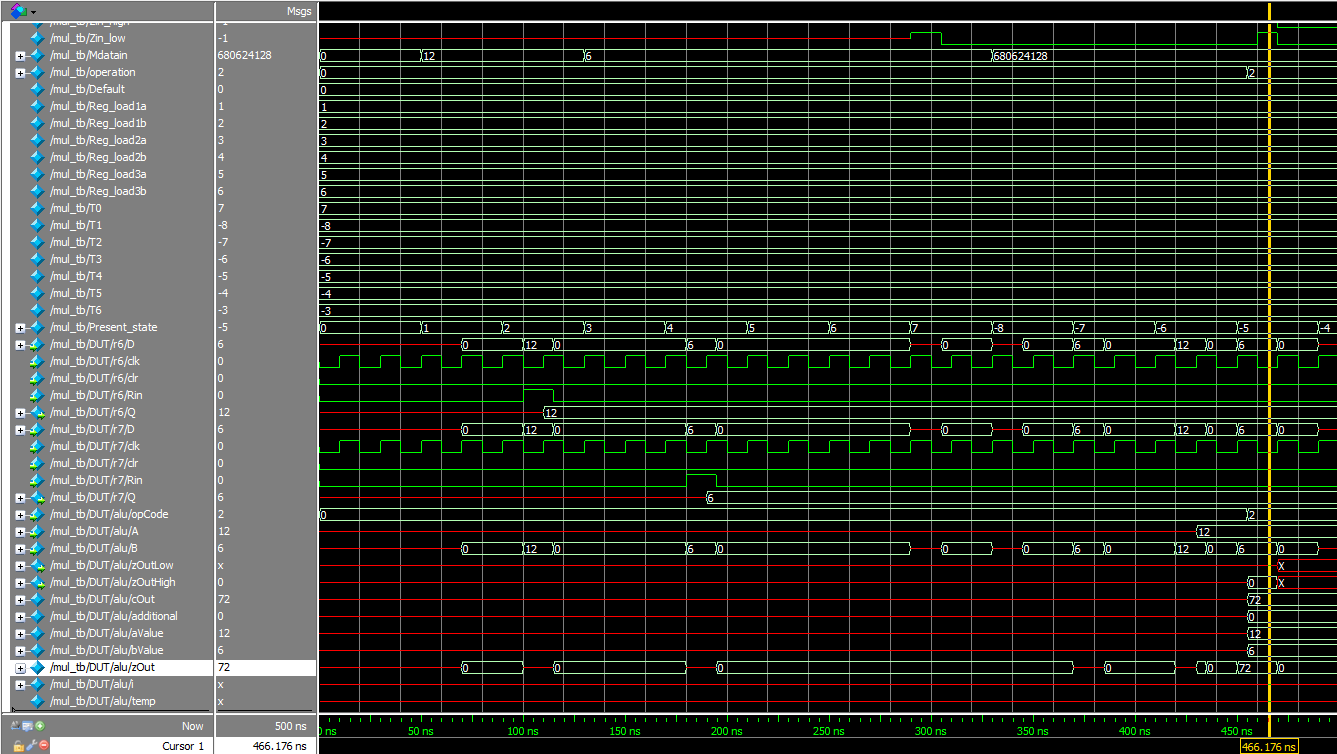 Msgs
/mul_tb/Zin_high -1
/mul_tb/Zin_low -1
/mul_tb/Mdatain 680624128 0 12 6 680624128
/mul_tb/operation 2 0 2
/mul_tb/Default 0 0
/mul_tb/Reg_load1a 1 1
/mul_tb/Reg_load1b 2 2
/mul_tb/Reg_load2a 3 3
/mul_tb/Reg_load2b 4 4
/mul_tb/Reg_load3a 5 5
/mul_tb/Reg_load3b 6 6
/mul_tb/T0 7 7
/mul_tb/T1 -8 -8
/mul_tb/T2 -7 -7
/mul_tb/T3 -6 -6
/mul_tb/T4 -5 -5
/mul_tb/T5 -4 -4
/mul_tb/T6 -3 -3
/mul_tb/Present_state -5 0 1 2 3 4 5 6 7 -8 -7 -6 -5 -4
/mul_tb/DUT/r6/D 6 0 12 0 6 0 0 0 6 0 12 0 6 0
/mul_tb/DUT/r6/clk 0
/mul_tb/DUT/r6/clr 0
/mul_tb/DUT/r6/Rin 0
/mul_tb/DUT/r6/Q 12 12
/mul_tb/DUT/r7/D 6 0 12 0 6 0 0 0 6 0 12 0 6 0
/mul_tb/DUT/r7/clk 0
/mul_tb/DUT/r7/clr 0
/mul_tb/DUT/r7/Rin 0
/mul_tb/DUT/r7/Q 6 6
/mul_tb/DUT/alu/opCode 2 0 2
/mul_tb/DUT/alu/A 12 12
/mul_tb/DUT/alu/B 6 0 12 0 6 0 0 0 6 0 12 0 6 0
/mul_tb/DUT/alu/zOutLow x X
/mul_tb/DUT/alu/zOutHigh 0 0 X
/mul_tb/DUT/alu/cOut 72 72
/mul_tb/DUT/alu/additional 0 0
/mul_tb/DUT/alu/aValue 12 12
/mul_tb/DUT/alu/bValue 6 6
/mul_tb/DUT/alu/zOut 72 0 0 0 0 0 72 0
/mul_tb/DUT/alu/i x
/mul_tb/DUT/alu/temp x
Now 500 ns ns 50 ns 100 ns 150 ns 200 ns 250 ns 300 ns 350 ns 400 ns 450 ns
Cursor 1 466.176 ns 466.176 ns